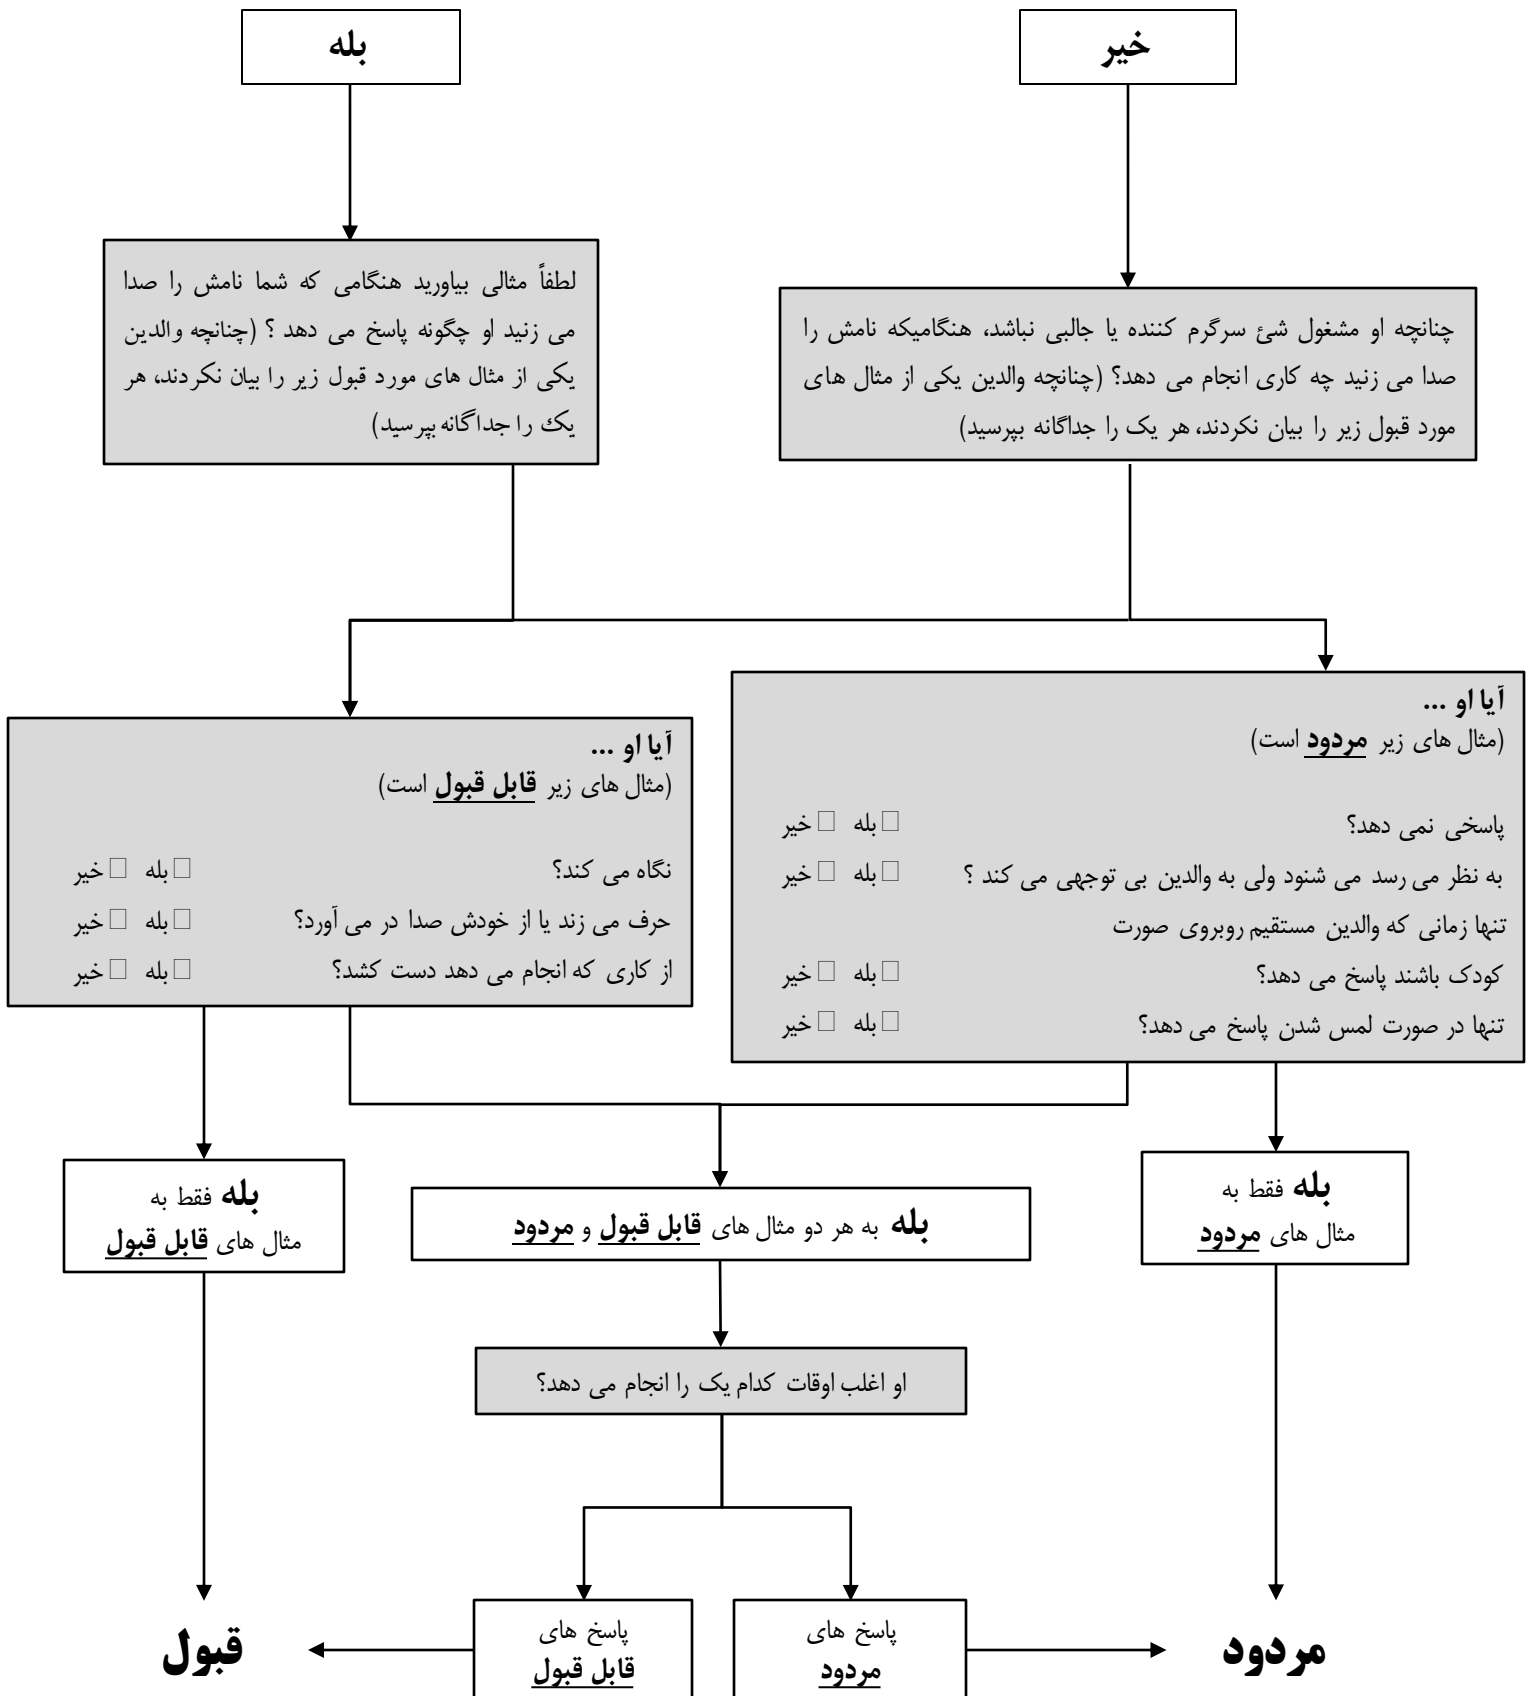 خیر
بله
چنانچه او مشغول شئ سرگرم کننده یا جالبی نباشد، هنگامیکه نامش را
صدا می زنید چه کاری انجام می دهد؟ (چنانچه والدین یکی از مثال های
مورد قبول زیر را بیان نکردند، هر یک را جداگانه بپرسید)
لطفاً مثالی بیاورید هنگامی که شما نامش را صدا
می زنید او چگونه پاسخ می دهد ؟ (چنانچه والدین
یکی از مثال های مورد قبول زیر را بیان نکردند، هر
یک را جداگانه بپرسید)
آیا او ...
(مثال های زیر مردود است)
پاسخی نمی دهد؟ □ بله □ خیر
به نظر می رسد می شنود ولی به والدین بی توجهی می کند ؟ □ بله □ خیر
تنها زمانی که والدین مستقیم روبروی صورت
کودک باشند پاسخ می دهد؟ □ بله □ خیر
تنها در صورت لمس شدن پاسخ می دهد؟ □ بله □ خیر
آیا او ...
(مثال های زیر قابل قبول است)
نگاه می کند؟ □ بله □ خیر
حرف می زند یا از خودش صدا در می آورد؟ □ بله □ خیر
از کاری که انجام می دهد دست کشد؟ □ بله □ خیر
بله فقط به
مثال های مردود
بله به هر دو مثال های قابل قبول و مردود
بله فقط به
مثال های قابل قبول
او اغلب اوقات کدام یک را انجام می دهد؟
مردود
پاسخ های
مردود
پاسخ های
قابل قبول
قبول